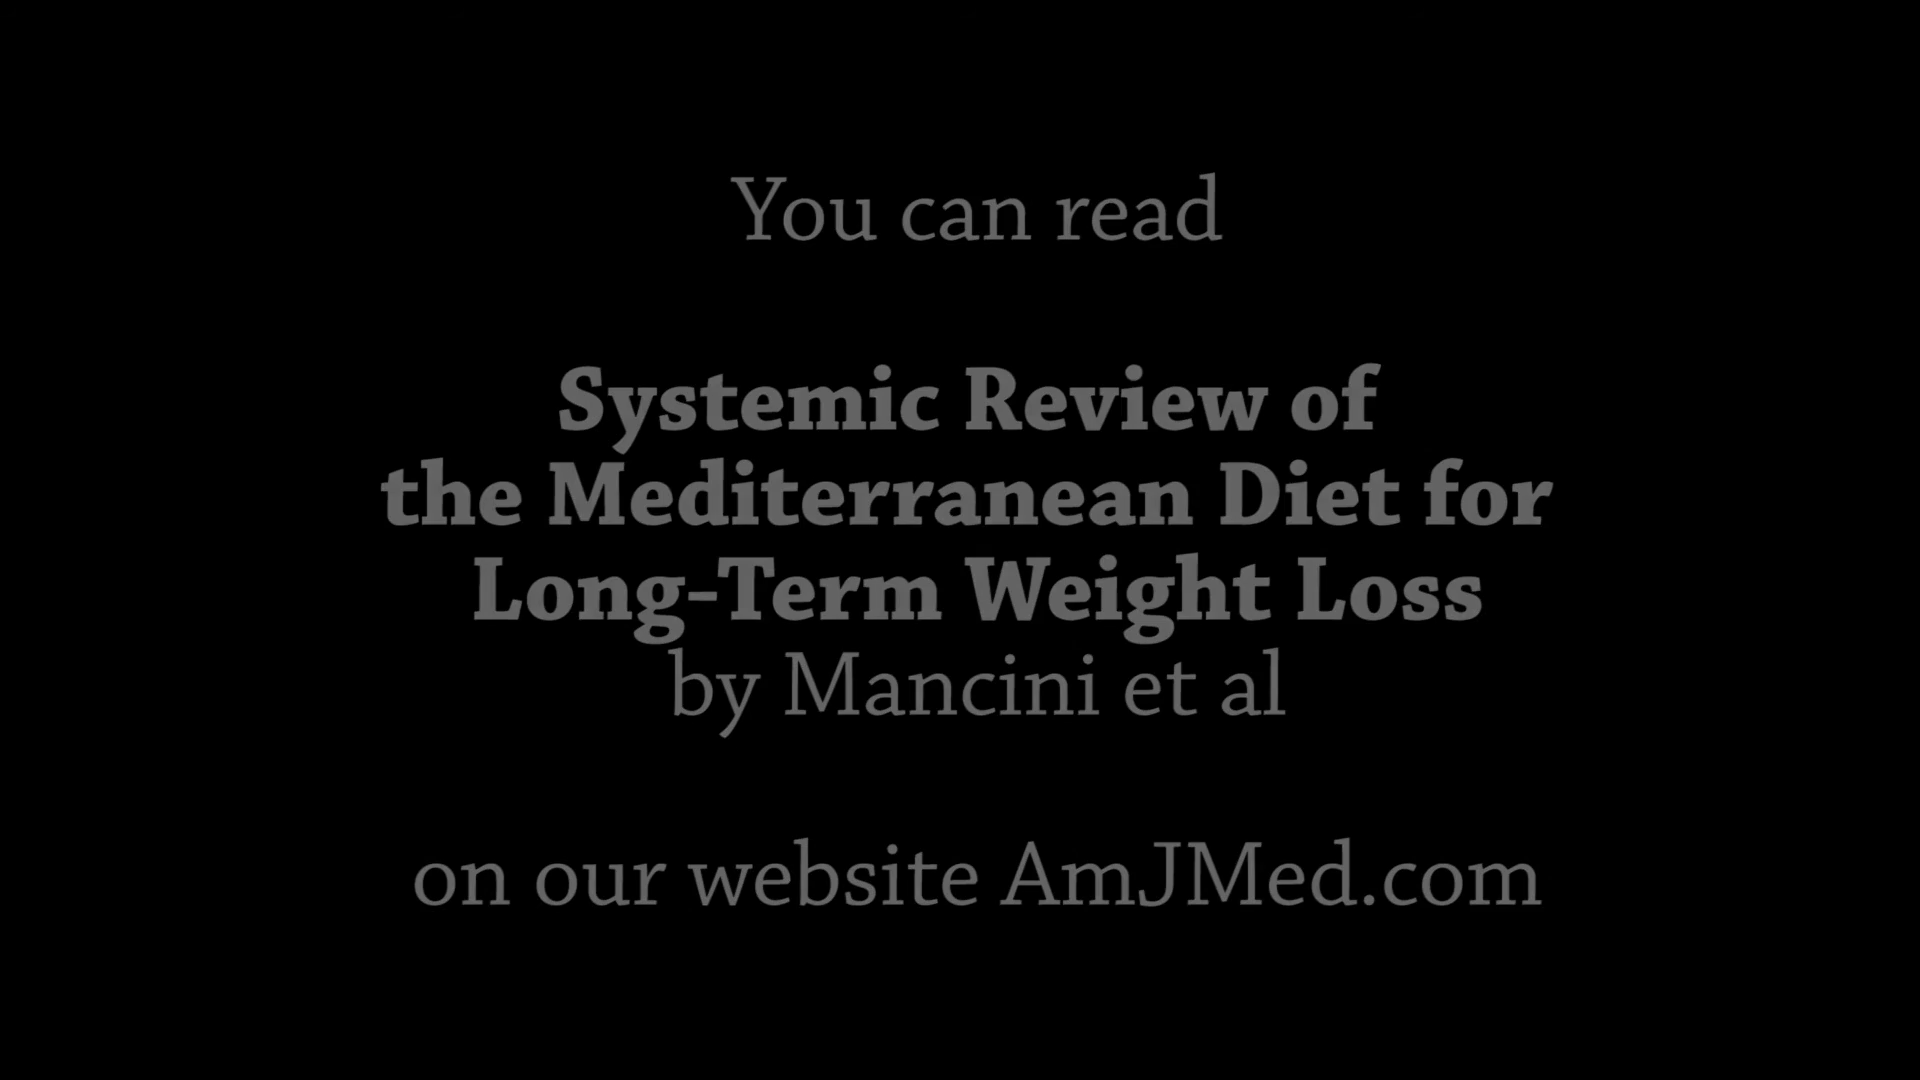 You can read
Systemic Review of
the Mediterranean Diet for
Long-Term Weight Loss
by Mancini et al
on our website AmJMed.com